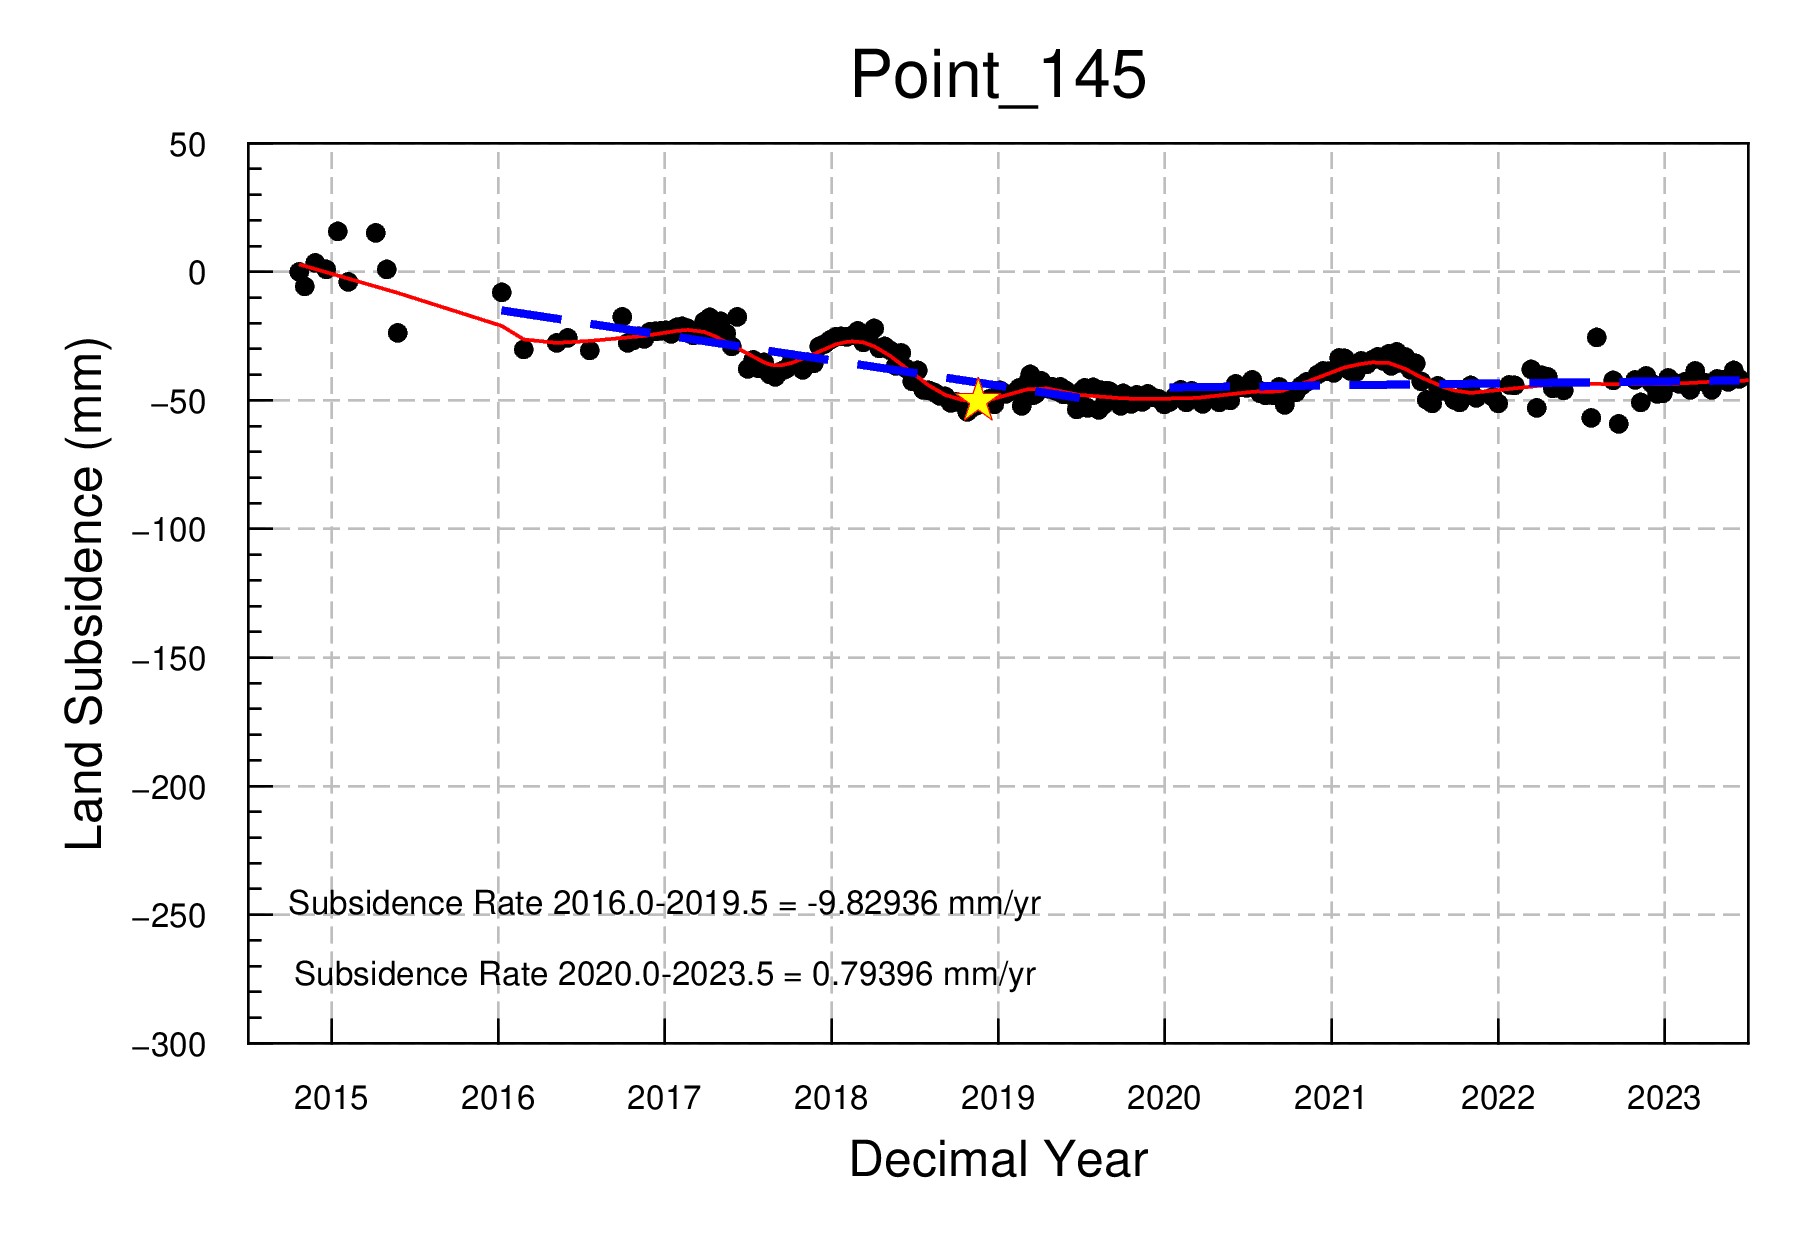 Point_145
Land Subsidence (mm)
50
0
−50
−100
−150
−200
−250
−300
Subsidence Rate 2016.0-2019.5 = -9.82936 mm/yr
Subsidence Rate 2020.0-2023.5 = 0.79396 mm/yr
2015 2016 2017 2018 2019 2020 2021 2022 2023
Decimal Year